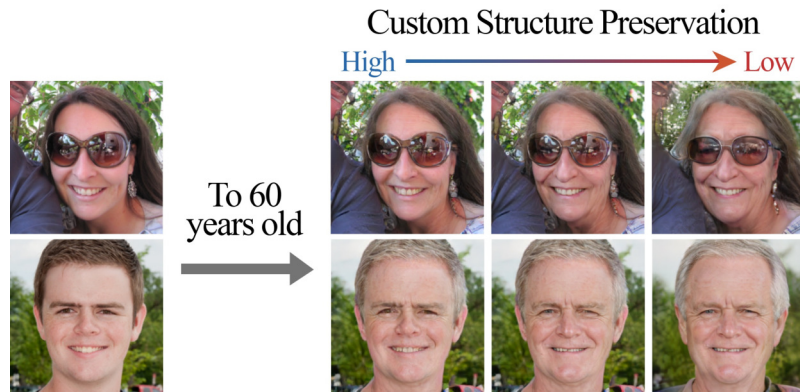 Custom Structure Preservation
High
Low
To 60
years old